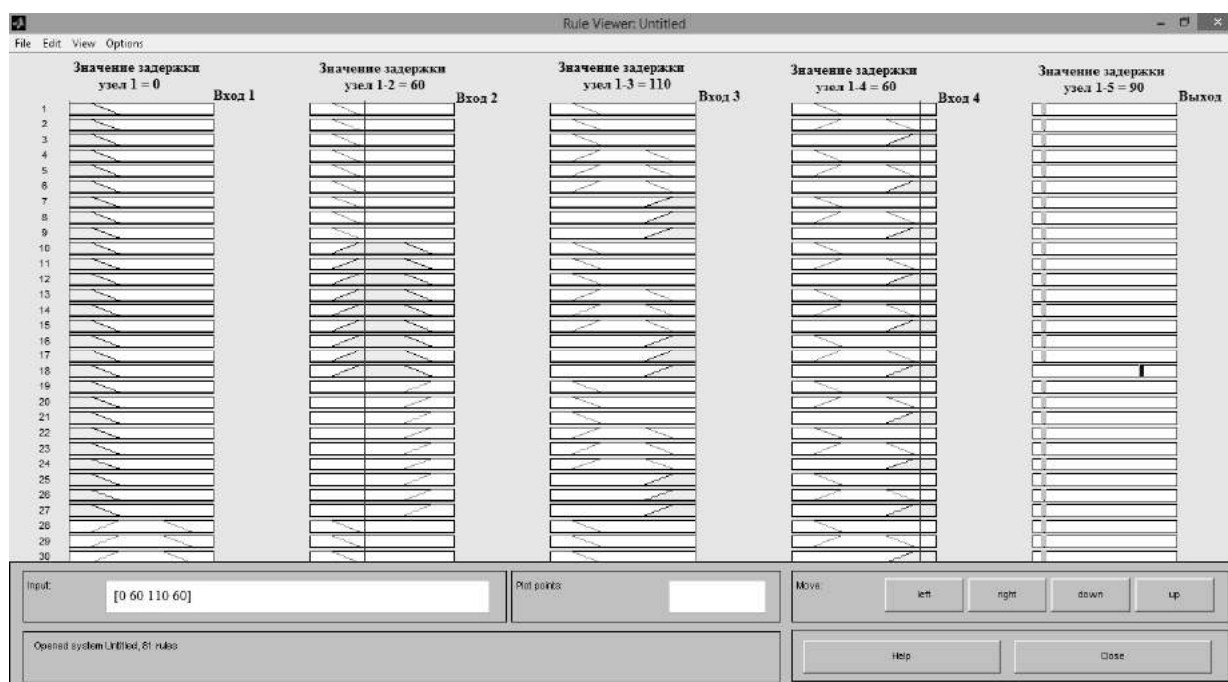 Rule Viewer: Untitled
File Edit View Options
Значение задержки
узел 1 = 0
Вход 1
Значение задержки
узел 1-2 = 60
Вход 2
Значение задержки
узел 1-3 = 110
Вход 3
Значение задержки
узел 1-4 = 60
Вход 4
Значение задержки
узел 1-5 = 90
Выход
1
2
3
4
5
6
7
8
9
10
11
12
13
14
15
16
17
18
19
20
21
22
23
24
25
26
27
28
29
30
Input:
[0 60 110 60]
Plot points:
Move:
left
right
down
up
Opened system Untitled, 81 rules
Help
Close